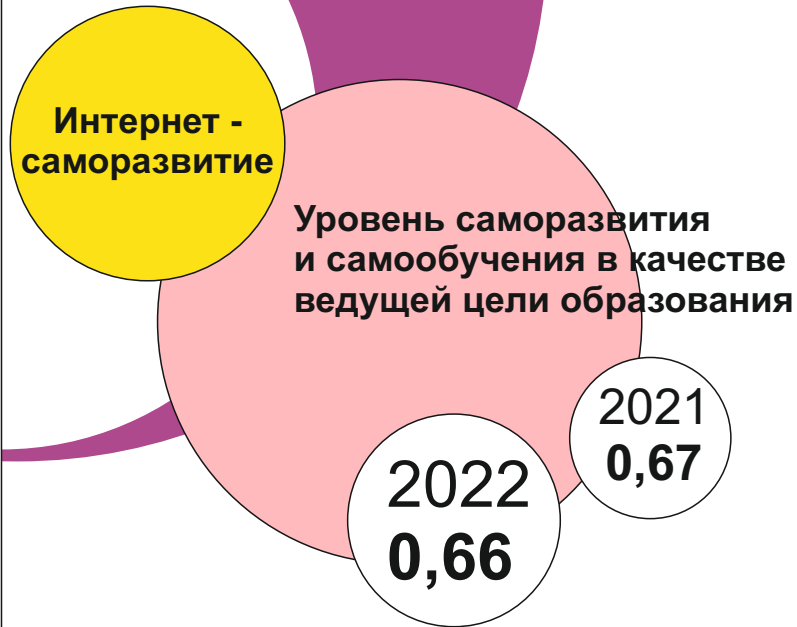 Интернет -
саморазвитие
Уровень саморазвития
и самообучения в качестве
ведущей цели образования
2021
0,67
2022
0,66